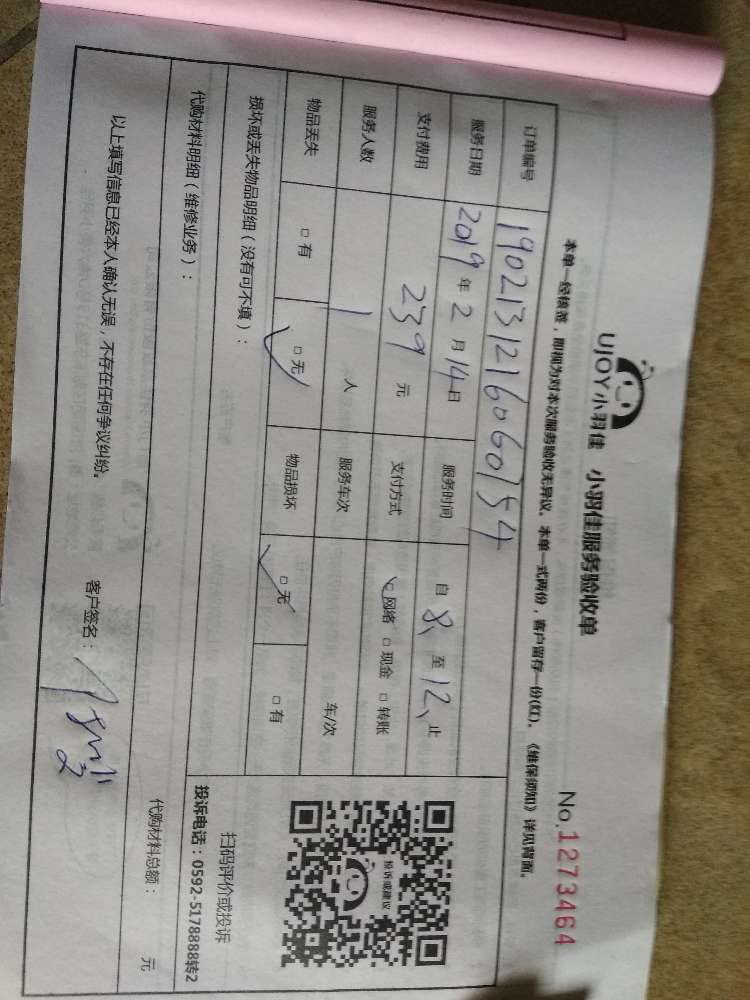 UJOY小羽佳 小羽佳服务验收单
No.1273464
本单一经核签，即视为对本次服务验收无异议。本单一式两份，客户留存一份(红)。《维保须知》详见背面。
订单编号 190213121606060754
服务日期 2019年2月14日 服务时间 自8、至12、止
支付费用 239元 支付方式 □网络 □现金 □转账
服务人数 1人 服务车次 车/次
物品丢失 □有 □无 物品损坏 □无 □有
损坏或丢失物品明细（没有可不填）：
投诉或建议
扫码评价或投诉
投诉电话：0592-5178888转2
代购材料明细（维修业务）：
代购材料总额： 元
以上填写信息已经本人确认无误，不存在任何争议纠纷。 客户签名：